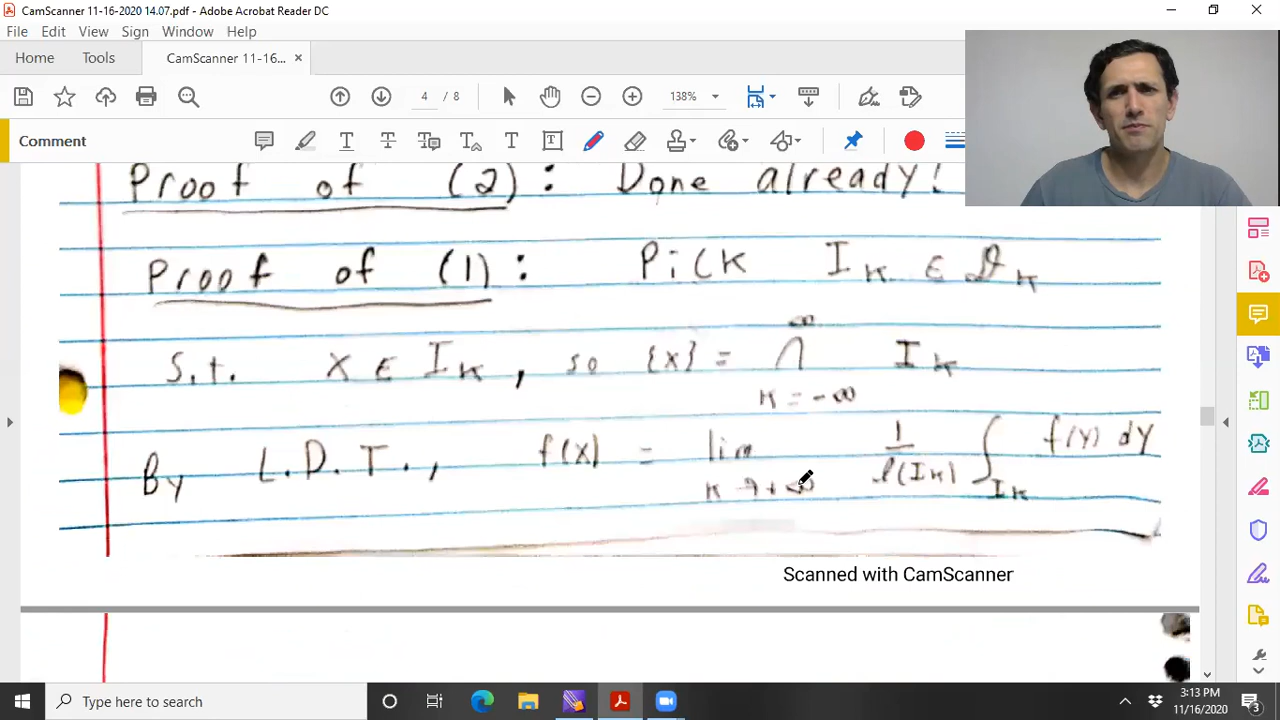 CamScanner 11-16-2020 14.07.pdf - Adobe Acrobat Reader DC
File Edit View Sign Window Help
Home Tools CamScanner 11-16... ×
4 / 8 138%
Comment
Proof of (2): Done already!
Proof of (1): Pick I_k ∈ 𝒟_k
s.t. x ∈ I_k, so {x} = ∩_{k=-∞}^{∞} I_k
By L.D.T., f(x) = lim_{k→+∞} 1/ℓ(I_k) ∫_{I_k} f(y) dy
Scanned with CamScanner
Type here to search
3:13 PM
11/16/2020
3